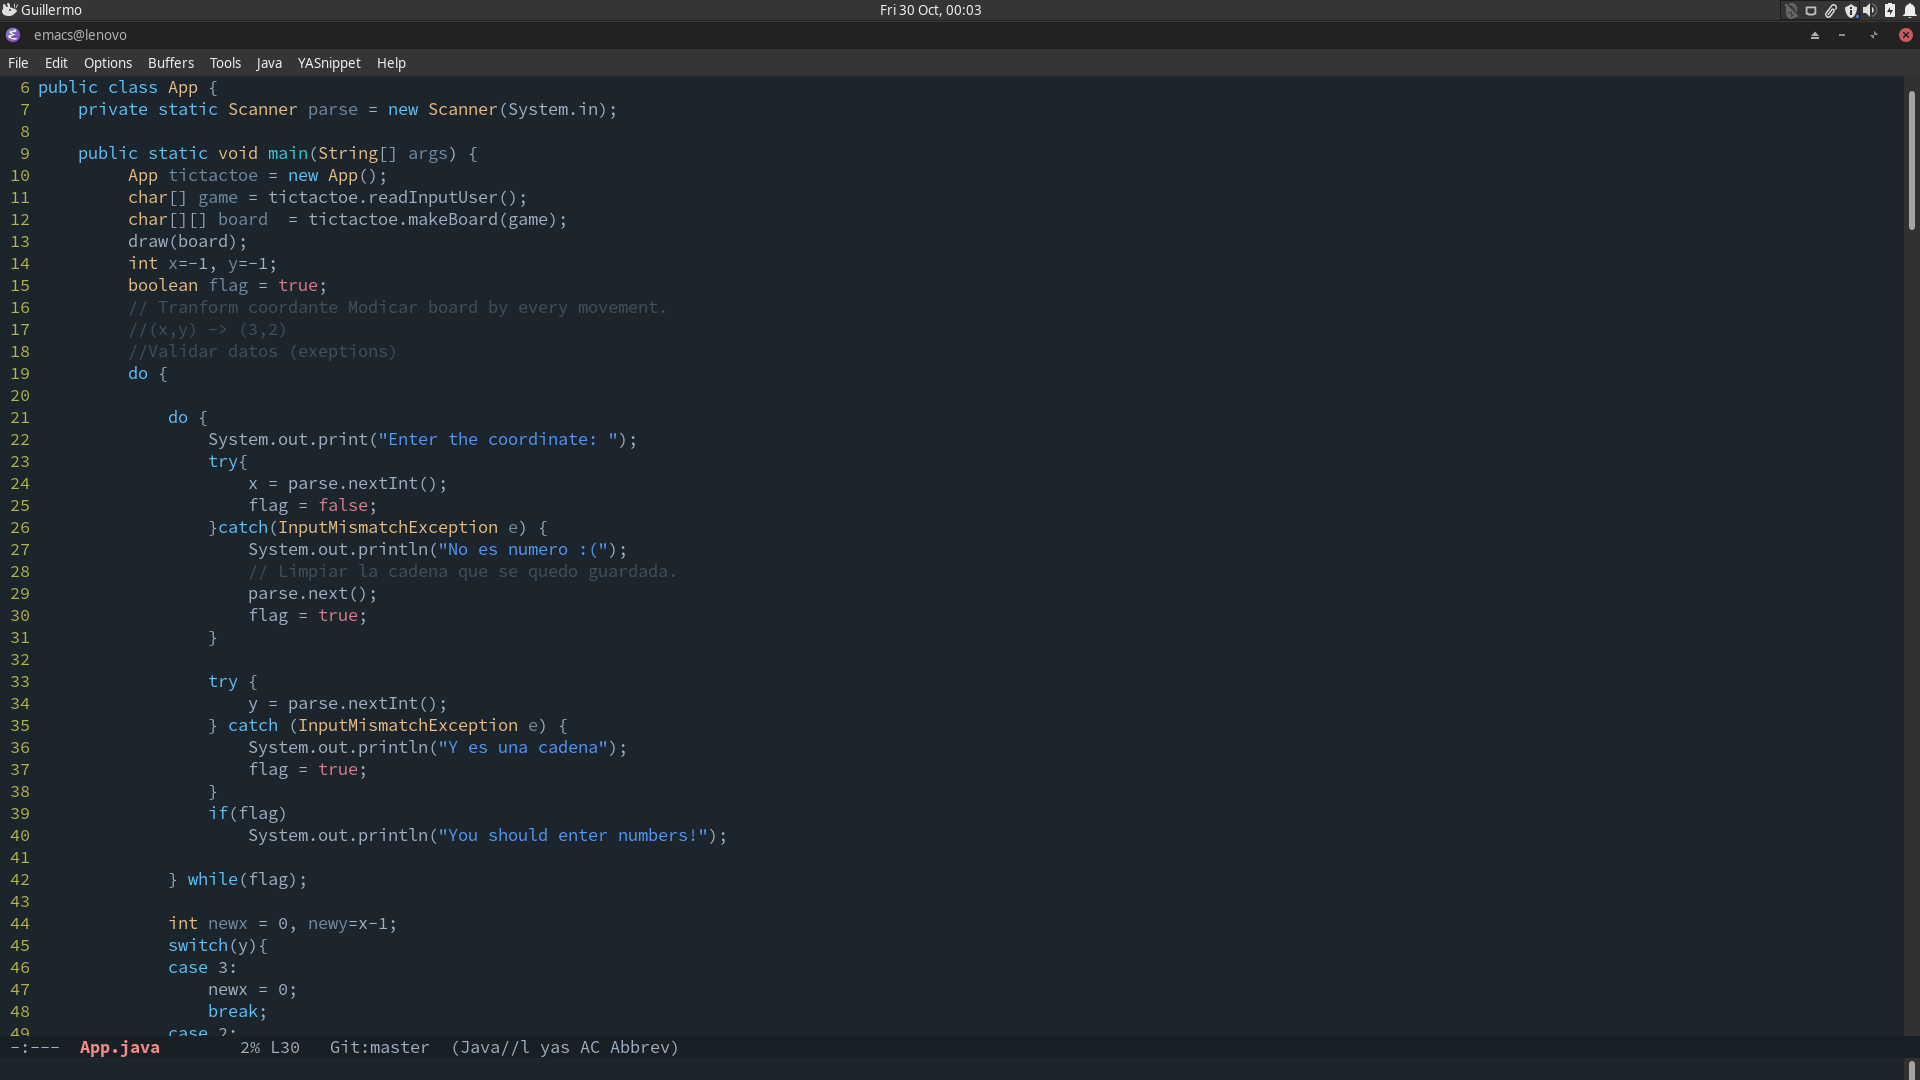 Guillermo
Fri 30 Oct, 00:03
emacs@lenovo
File Edit Options Buffers Tools Java YASnippet Help
6 public class App {
7     private static Scanner parse = new Scanner(System.in);
8
9     public static void main(String[] args) {
10          App tictactoe = new App();
11          char[] game = tictactoe.readInputUser();
12          char[][] board  = tictactoe.makeBoard(game);
13          draw(board);
14          int x=-1, y=-1;
15          boolean flag = true;
16          // Tranform coordante Modicar board by every movement.
17          //(x,y) -> (3,2)
18          //Validar datos (exeptions)
19          do {
20
21              do {
22                  System.out.print("Enter the coordinate: ");
23                  try{
24                      x = parse.nextInt();
25                      flag = false;
26                  }catch(InputMismatchException e) {
27                      System.out.println("No es numero :(");
28                      // Limpiar la cadena que se quedo guardada.
29                      parse.next();
30                      flag = true;
31                  }
32
33                  try {
34                      y = parse.nextInt();
35                  } catch (InputMismatchException e) {
36                      System.out.println("Y es una cadena");
37                      flag = true;
38                  }
39                  if(flag)
40                      System.out.println("You should enter numbers!");
41
42              } while(flag);
43
44              int newx = 0, newy=x-1;
45              switch(y){
46              case 3:
47                  newx = 0;
48                  break;
49              case 2:
-:---  App.java        2% L30   Git:master  (Java//l yas AC Abbrev)